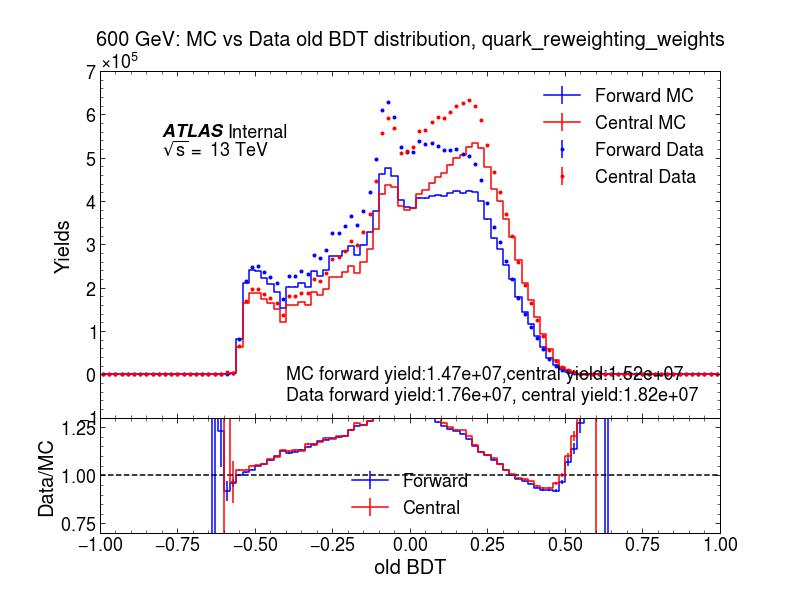 600 GeV: MC vs Data old BDT distribution, quark_reweighting_weights
×10⁵
7
6
5
4
3
2
1
0
1
Yields
ATLAS Internal
√s = 13 TeV
Forward MC
Central MC
Forward Data
Central Data
MC forward yield:1.47e+07,central yield:1.52e+07
Data forward yield:1.76e+07, central yield:1.82e+07
1.25
1.00
0.75
Data/MC
Forward
Central
−1.00 −0.75 −0.50 −0.25 0.00 0.25 0.50 0.75 1.00
old BDT